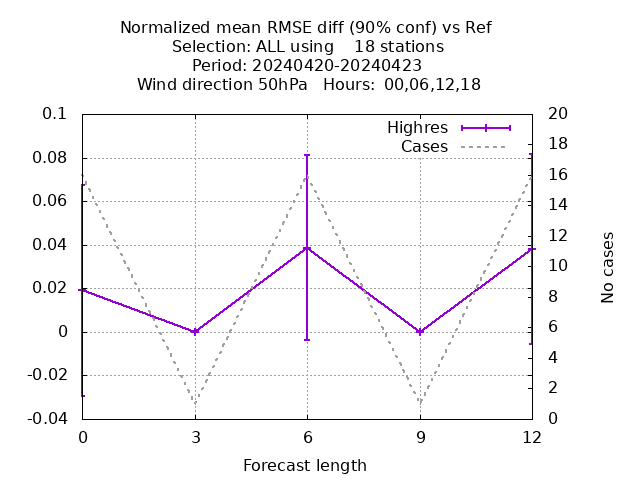 Normalized mean RMSE diff (90% conf) vs Ref
Selection: ALL using    18 stations
Period: 20240420-20240423
Wind direction 50hPa   Hours: 00,06,12,18
0.1
0.08
0.06
0.04
0.02
0
-0.02
-0.04
Highres
Cases
20
18
16
14
12
10
8
6
4
2
0
No cases
0 3 6 9 12
Forecast length